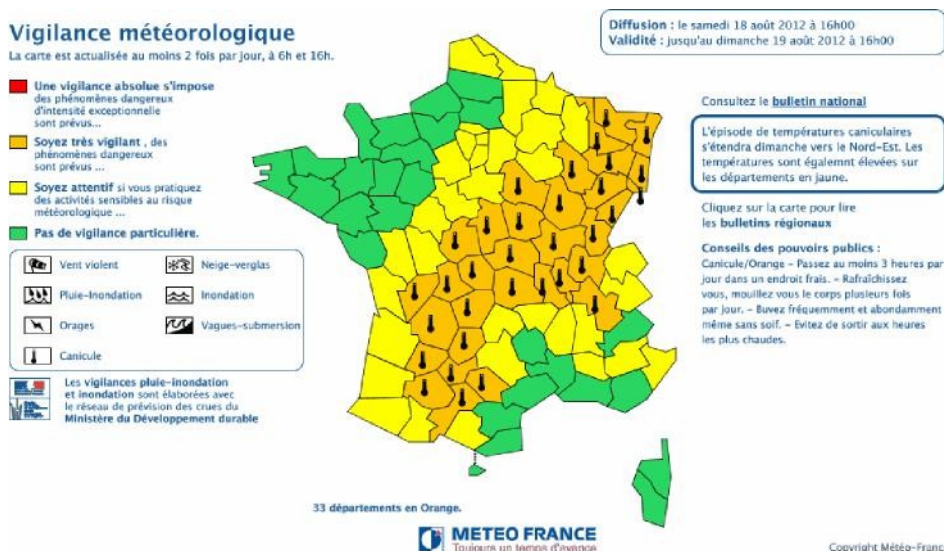 Vigilance météorologique
La carte est actualisée au moins 2 fois par jour, à 6h et 16h.
Diffusion : le samedi 18 août 2012 à 16h00
Validité : jusqu'au dimanche 19 août 2012 à 16h00
Une vigilance absolue s'impose
des phénomènes dangereux
d'intensité exceptionnelle
sont prévus...
Soyez très vigilant , des
phénomènes dangereux
sont prévus ...
Soyez attentif si vous pratiquez
des activités sensibles au risque
météorologique ...
Pas de vigilance particulière.
Vent violent
Neige-verglas
Pluie-Inondation
Inondation
Orages
Vagues-submersion
Canicule
Les vigilances pluie-inondation
et inondation sont élaborées avec
le réseau de prévision des crues du
Ministère du Développement durable
Consultez le bulletin national
L'épisode de températures caniculaires
s'étendra dimanche vers le Nord-Est. Les
températures sont égalemnt élevées sur
les départements en jaune.
Cliquez sur la carte pour lire
les bulletins régionaux
Conseils des pouvoirs publics :
Canicule/Orange - Passez au moins 3 heures par
jour dans un endroit frais. - Rafraîchissez
vous, mouillez vous le corps plusieurs fois
par jour. - Buvez fréquemment et abondamment
même sans soif. - Evitez de sortir aux heures
les plus chaudes.
33 départements en Orange.
METEO FRANCE
Toujours un temps d'avance
Copyright Météo-Franc